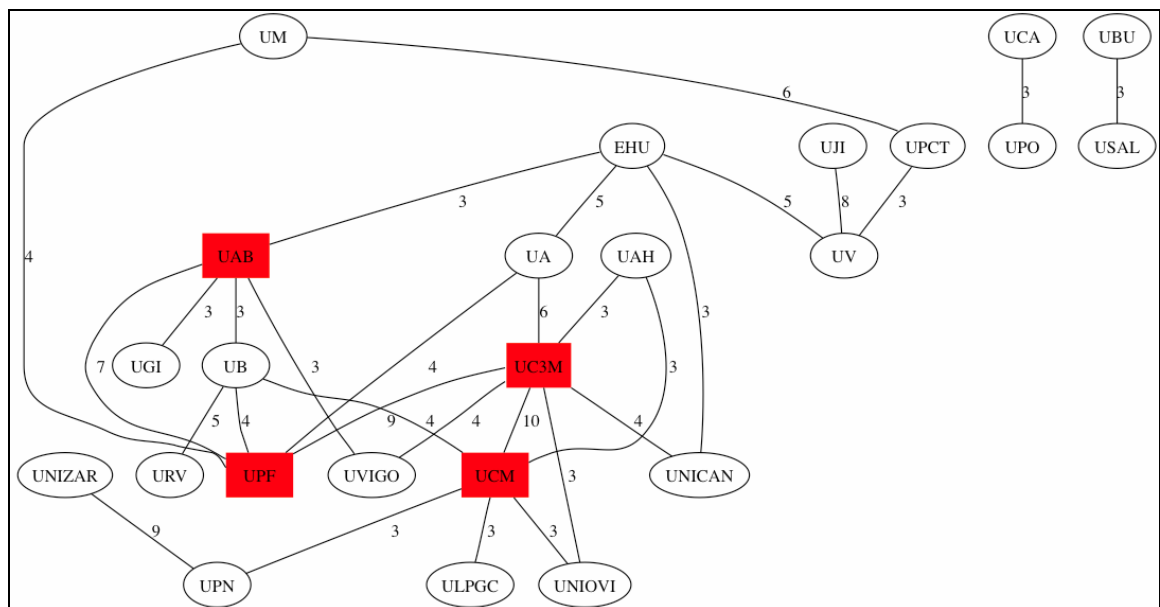 UM UCA UBU
6 3 3
EHU UJI UPCT UPO USAL
3 5 5 8 3
4 UAB UA UAH UV
3 3 6 3 3
7 UGI UB 3 4 UC3M 3
5 4 9 4 4 10 4
UNIZAR URV UPF UVIGO UCM 3 UNICAN
9 3 3 3
UPN ULPGC UNIOVI